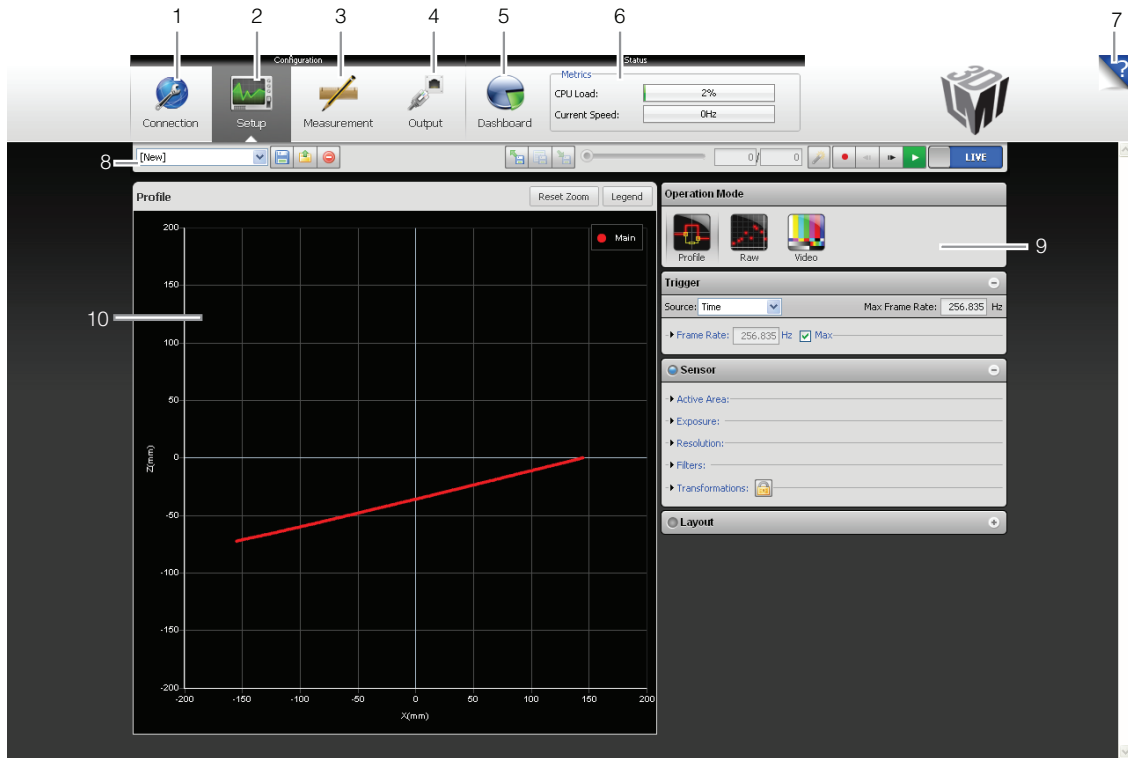 1 2 3 4 5 6 7
Configuration Status
Connection Setup Measurement Output Dashboard
Metrics
CPU Load: 2%
Current Speed: 0Hz
?
3D
LMI
8
[New] 0 / 0 LIVE
Profile Reset Zoom Legend
Main
200
150
100
50
0
-50
-100
-150
-200
Z(mm)
-200 -150 -100 -50 0 50 100 150 200
X(mm)
10
Operation Mode
Profile Raw Video
9
Trigger
Source: Time Max Frame Rate: 256.835 Hz
Frame Rate: 256.835 Hz Max
Sensor
Active Area:
Exposure:
Resolution:
Filters:
Transformations:
Layout